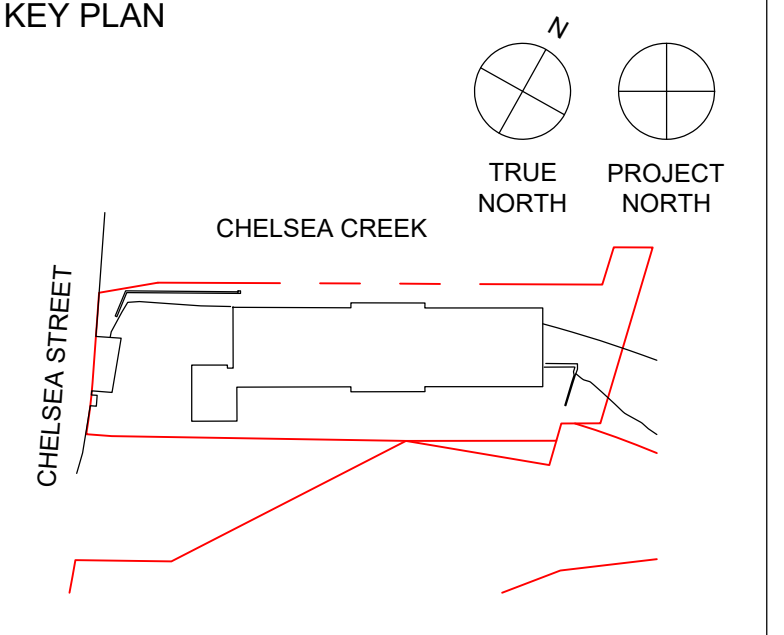 KEY PLAN
N
TRUE
NORTH
PROJECT
NORTH
CHELSEA CREEK
CHELSEA STREET